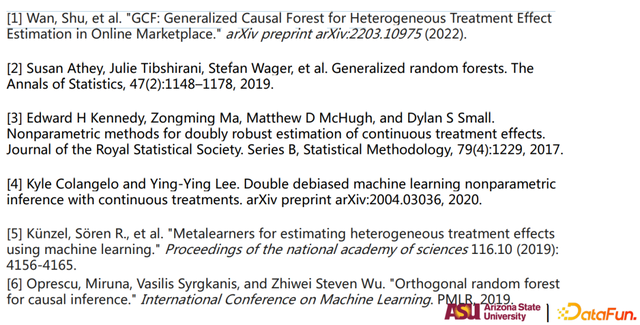 [1] Wan, Shu, et al. "GCF: Generalized Causal Forest for Heterogeneous Treatment Effect
Estimation in Online Marketplace." arXiv preprint arXiv:2203.10975 (2022).
[2] Susan Athey, Julie Tibshirani, Stefan Wager, et al. Generalized random forests. The
Annals of Statistics, 47(2):1148–1178, 2019.
[3] Edward H Kennedy, Zongming Ma, Matthew D McHugh, and Dylan S Small.
Nonparametric methods for doubly robust estimation of continuous treatment effects.
Journal of the Royal Statistical Society. Series B, Statistical Methodology, 79(4):1229, 2017.
[4] Kyle Colangelo and Ying-Ying Lee. Double debiased machine learning nonparametric
inference with continuous treatments. arXiv preprint arXiv:2004.03036, 2020.
[5] Künzel, Sören R., et al. "Metalearners for estimating heterogeneous treatment effects
using machine learning." Proceedings of the national academy of sciences 116.10 (2019):
4156-4165.
[6] Oprescu, Miruna, Vasilis Syrgkanis, and Zhiwei Steven Wu. "Orthogonal random forest
for causal inference." International Conference on Machine Learning. PMLR, 2019.
ASU Arizona State
University
DataFun.